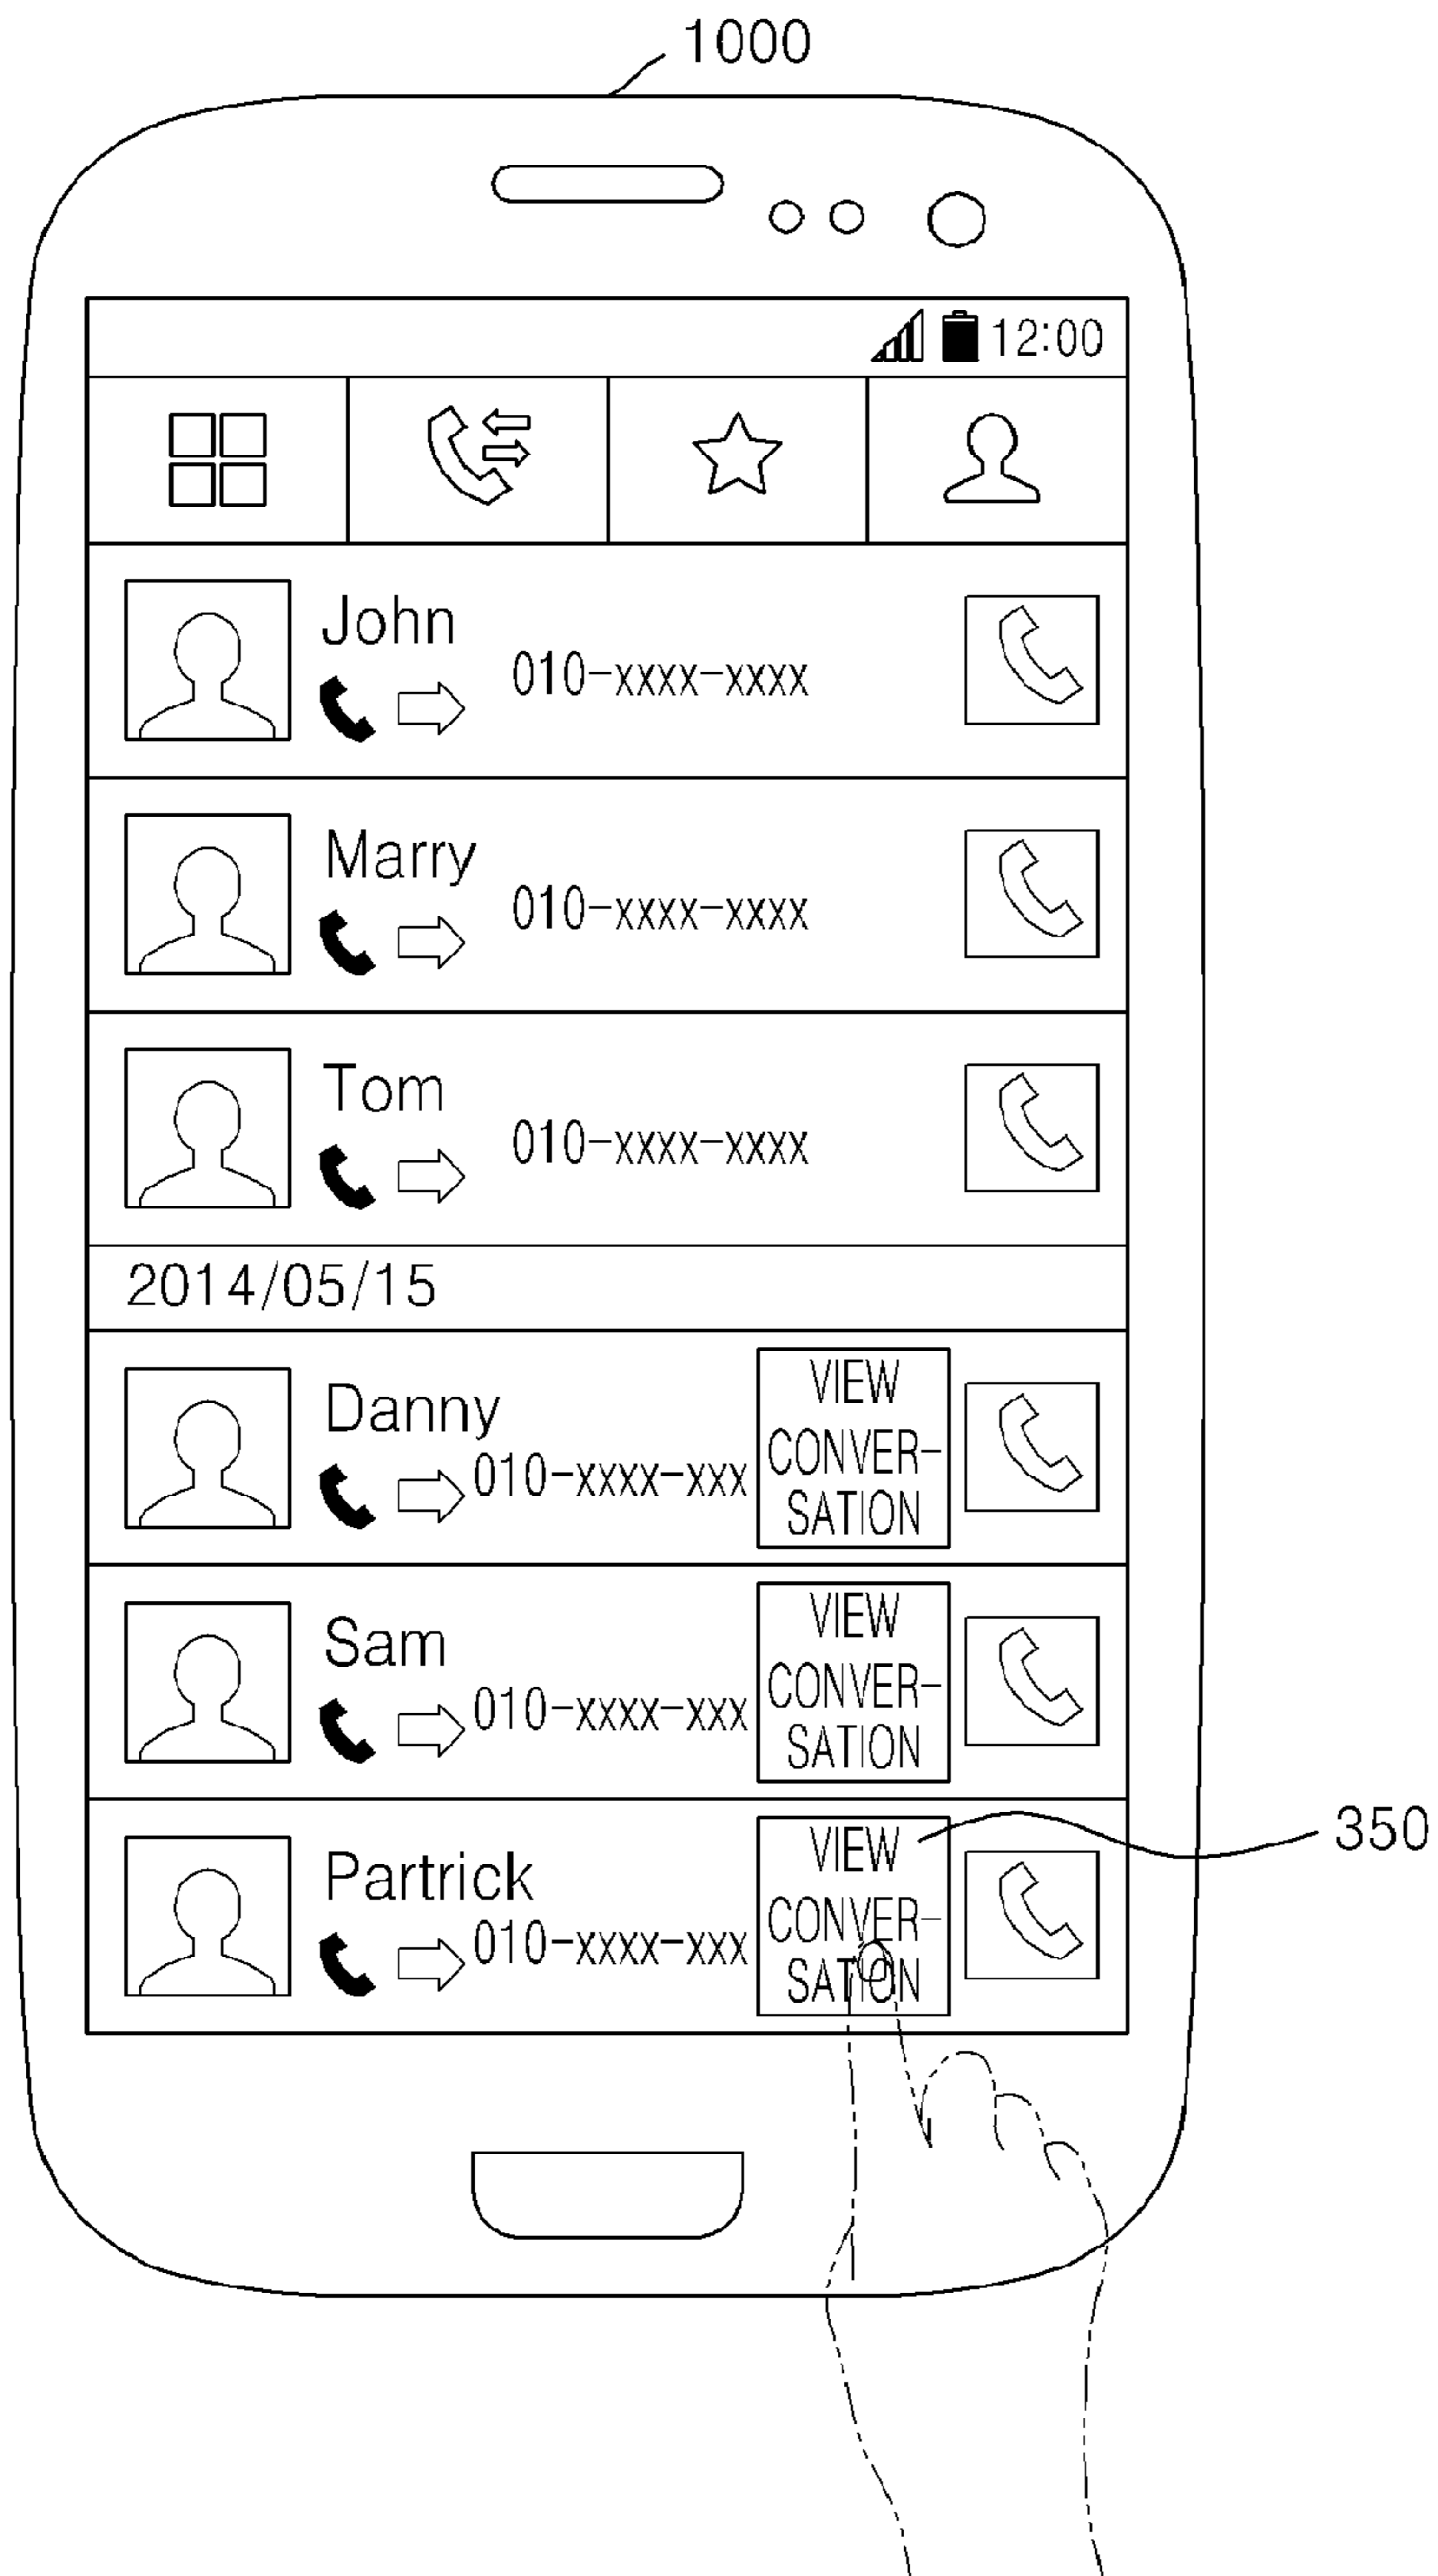 1000
12:00
John
010-xxxx-xxxx
Marry
010-xxxx-xxxx
Tom
010-xxxx-xxxx
2014/05/15
Danny
010-xxxx-xxx
VIEW
CONVER-
SATION
Sam
010-xxxx-xxx
VIEW
CONVER-
SATION
Partrick
010-xxxx-xxx
VIEW
CONVER-
SATION
350